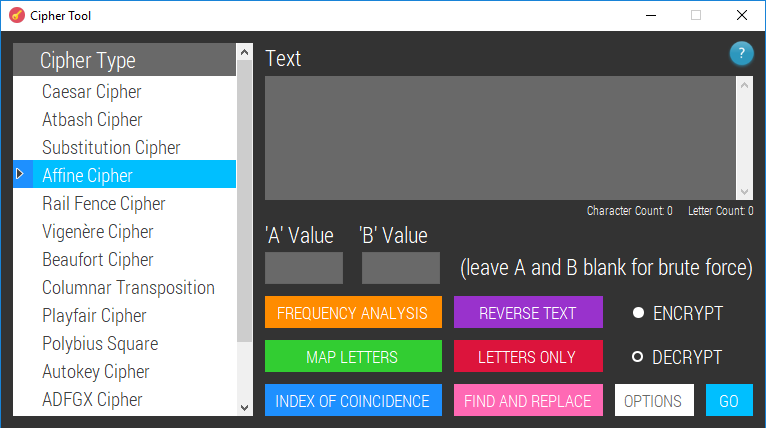 Cipher Tool
Cipher Type
Caesar Cipher
Atbash Cipher
Substitution Cipher
Affine Cipher
Rail Fence Cipher
Vigenère Cipher
Beaufort Cipher
Columnar Transposition
Playfair Cipher
Polybius Square
Autokey Cipher
ADFGX Cipher
Text
?
Character Count: 0 Letter Count: 0
'A' Value 'B' Value
(leave A and B blank for brute force)
FREQUENCY ANALYSIS REVERSE TEXT ENCRYPT
MAP LETTERS LETTERS ONLY DECRYPT
INDEX OF COINCIDENCE FIND AND REPLACE OPTIONS GO